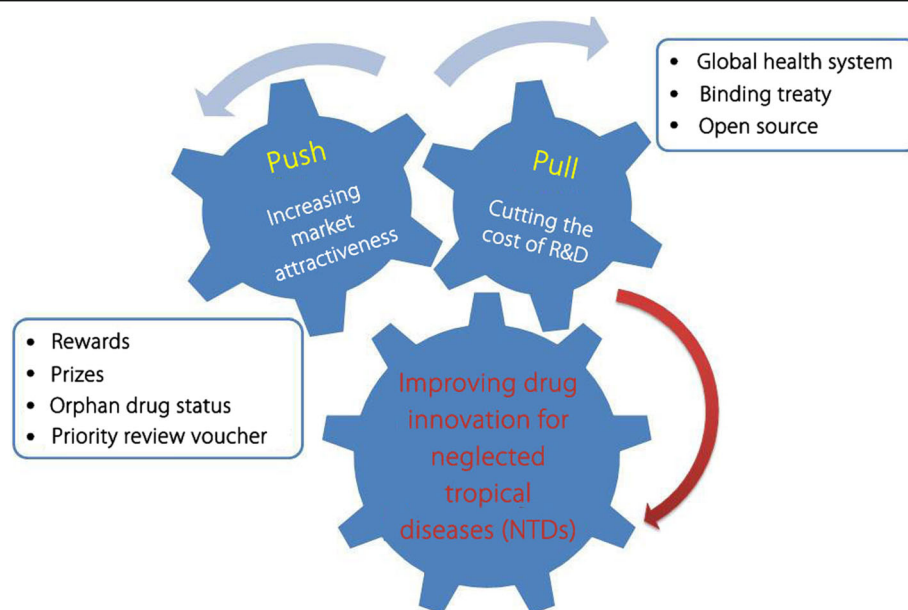 Push
Increasing
market
attractiveness
Pull
Cutting the
cost of R&D
• Global health system
• Binding treaty
• Open source
• Rewards
• Prizes
• Orphan drug status
• Priority review voucher
Improving drug
innovation for
neglected
tropical
diseases (NTDs)